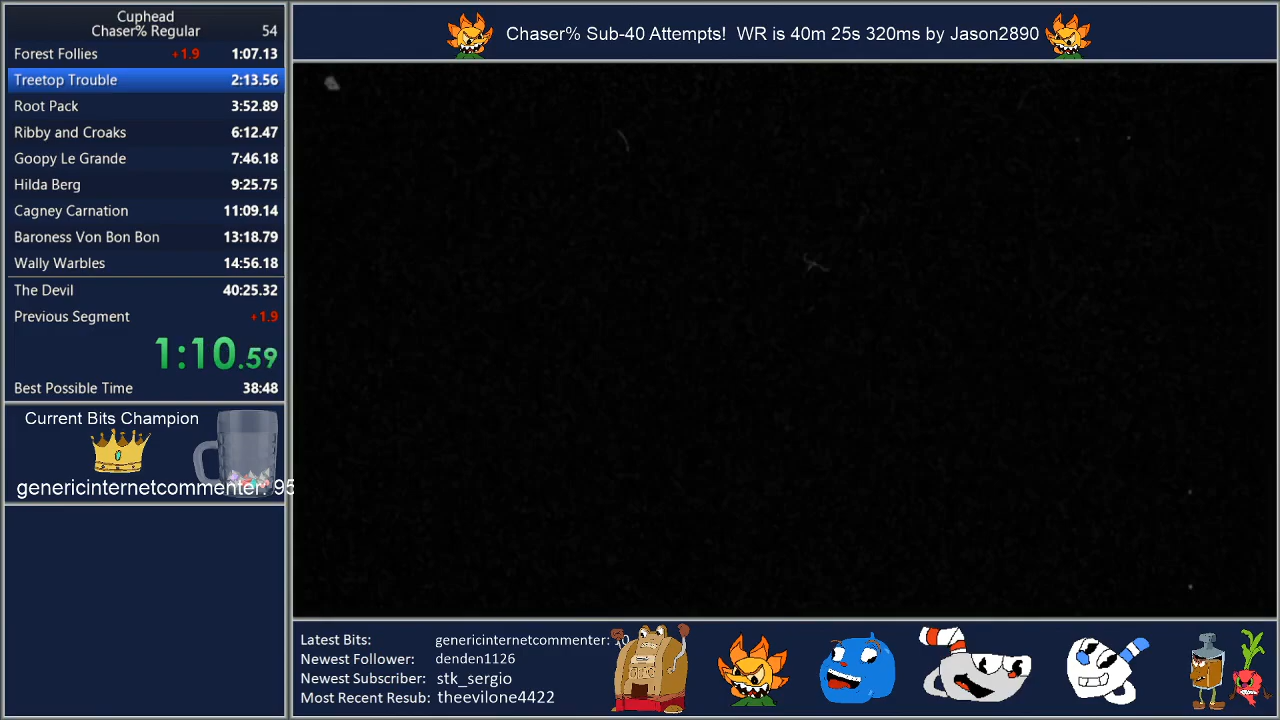 Cuphead
Chaser% Regular 54
Forest Follies +1.9 1:07.13
Treetop Trouble 2:13.56
Root Pack 3:52.89
Ribby and Croaks 6:12.47
Goopy Le Grande 7:46.18
Hilda Berg 9:25.75
Cagney Carnation 11:09.14
Baroness Von Bon Bon 13:18.79
Wally Warbles 14:56.18
The Devil 40:25.32
Previous Segment +1.9
1:10.59
Best Possible Time 38:48
Current Bits Champion
genericinternetcommenter: 95
Chaser% Sub-40 Attempts! WR is 40m 25s 320ms by Jason2890
Latest Bits: genericinternetcommenter:
Newest Follower: denden1126
Newest Subscriber: stk_sergio
Most Recent Resub: theevilone4422